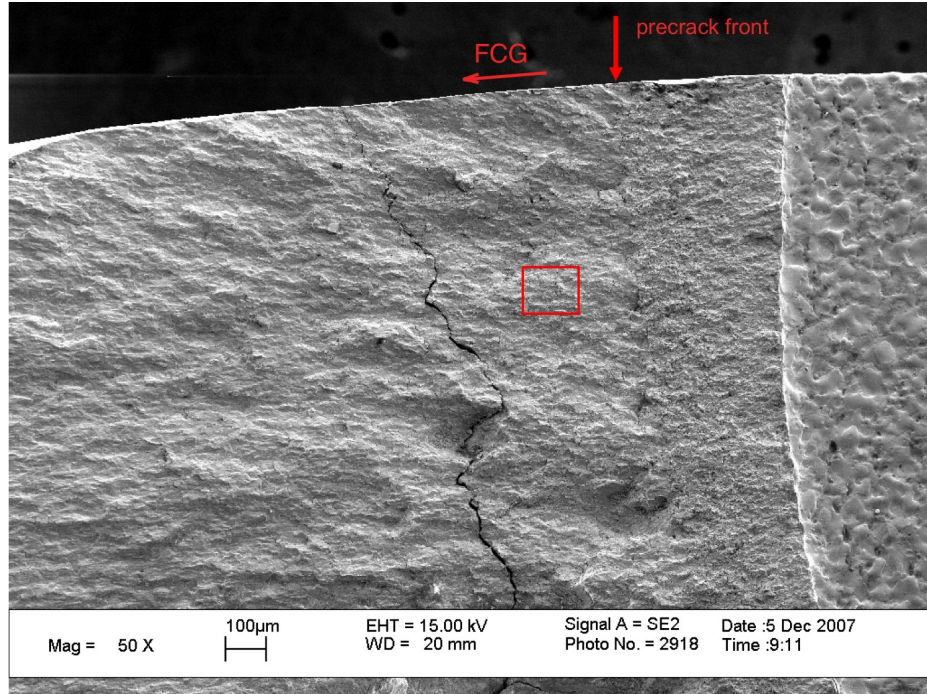 precrack front
FCG
Mag = 50 X
100µm
EHT = 15.00 kV
WD = 20 mm
Signal A = SE2
Photo No. = 2918
Date :5 Dec 2007
Time :9:11